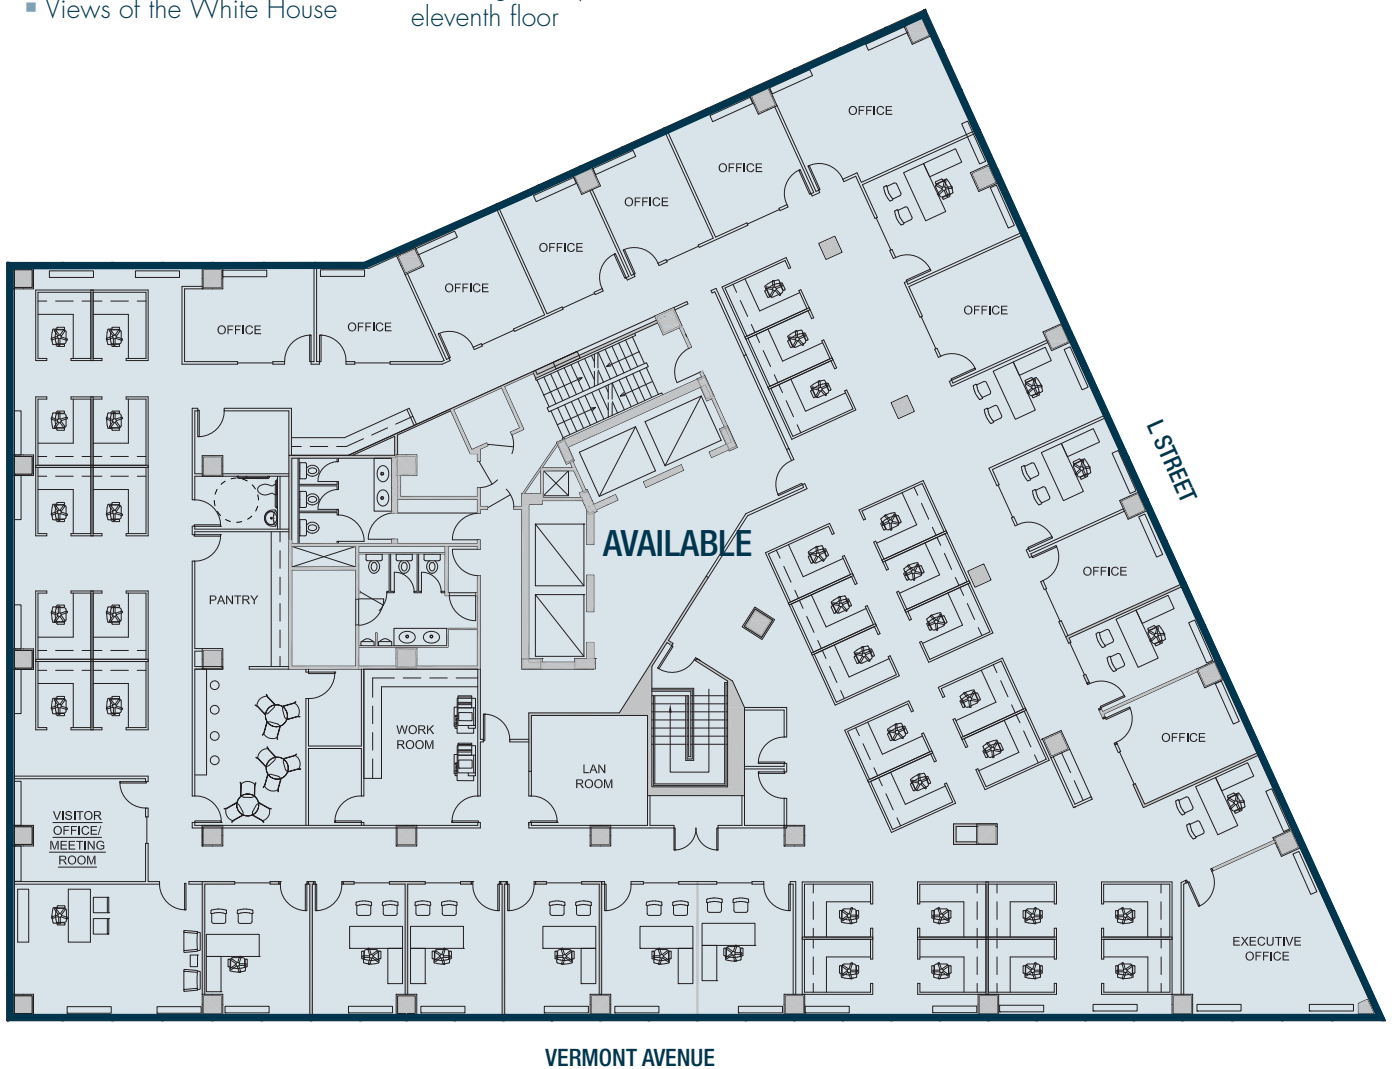 Views of the White House
eleventh floor
OFFICE
OFFICE
OFFICE
OFFICE
OFFICE
OFFICE
OFFICE
OFFICE
L STREET
AVAILABLE
OFFICE
PANTRY
WORK
ROOM
LAN
ROOM
OFFICE
VISITOR
OFFICE/
MEETING
ROOM
EXECUTIVE
OFFICE
VERMONT AVENUE